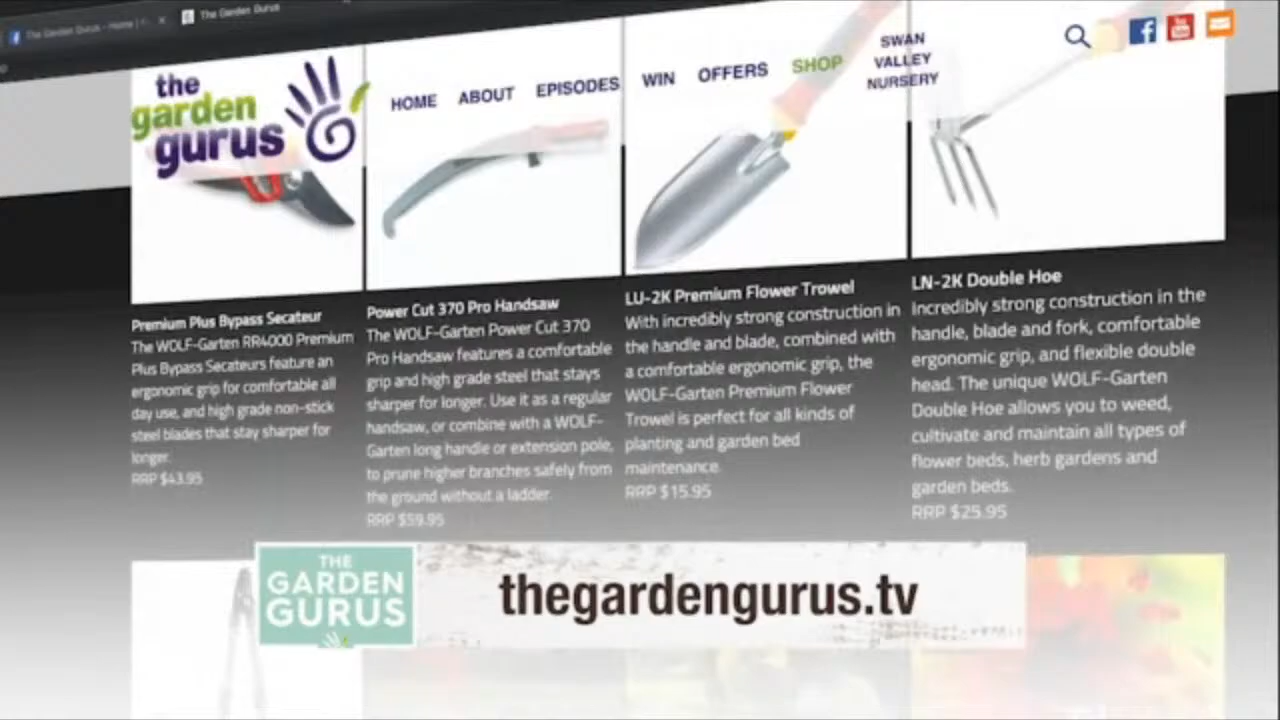 The Garden Gurus - Home
The Garden Gurus
the
garden
gurus
HOME
ABOUT
EPISODES
WIN
OFFERS
SHOP
SWAN
VALLEY
NURSERY
You
Premium Plus Bypass Secateur
The WOLF-Garten RR4000 Premium
Plus Bypass Secateurs feature an
ergonomic grip for comfortable all
day use, and high grade non-stick
steel blades that stay sharper for
longer.
RRP $43.95
Power Cut 370 Pro Handsaw
The WOLF-Garten Power Cut 370
Pro Handsaw features a comfortable
grip and high grade steel that stays
sharper for longer. Use it as a regular
handsaw, or combine with a WOLF-
Garten long handle or extension pole,
to prune higher branches safely from
the ground without a ladder.
RRP $59.95
LU-2K Premium Flower Trowel
With incredibly strong construction in
the handle and blade, combined with
a comfortable ergonomic grip, the
WOLF-Garten Premium Flower
Trowel is perfect for all kinds of
planting and garden bed
maintenance.
RRP $15.95
LN-2K Double Hoe
Incredibly strong construction in the
handle, blade and fork, comfortable
ergonomic grip, and flexible double
head. The unique WOLF-Garten
Double Hoe allows you to weed,
cultivate and maintain all types of
flower beds, herb gardens and
garden beds.
RRP $25.95
THE
GARDEN
GURUS
thegardengurus.tv